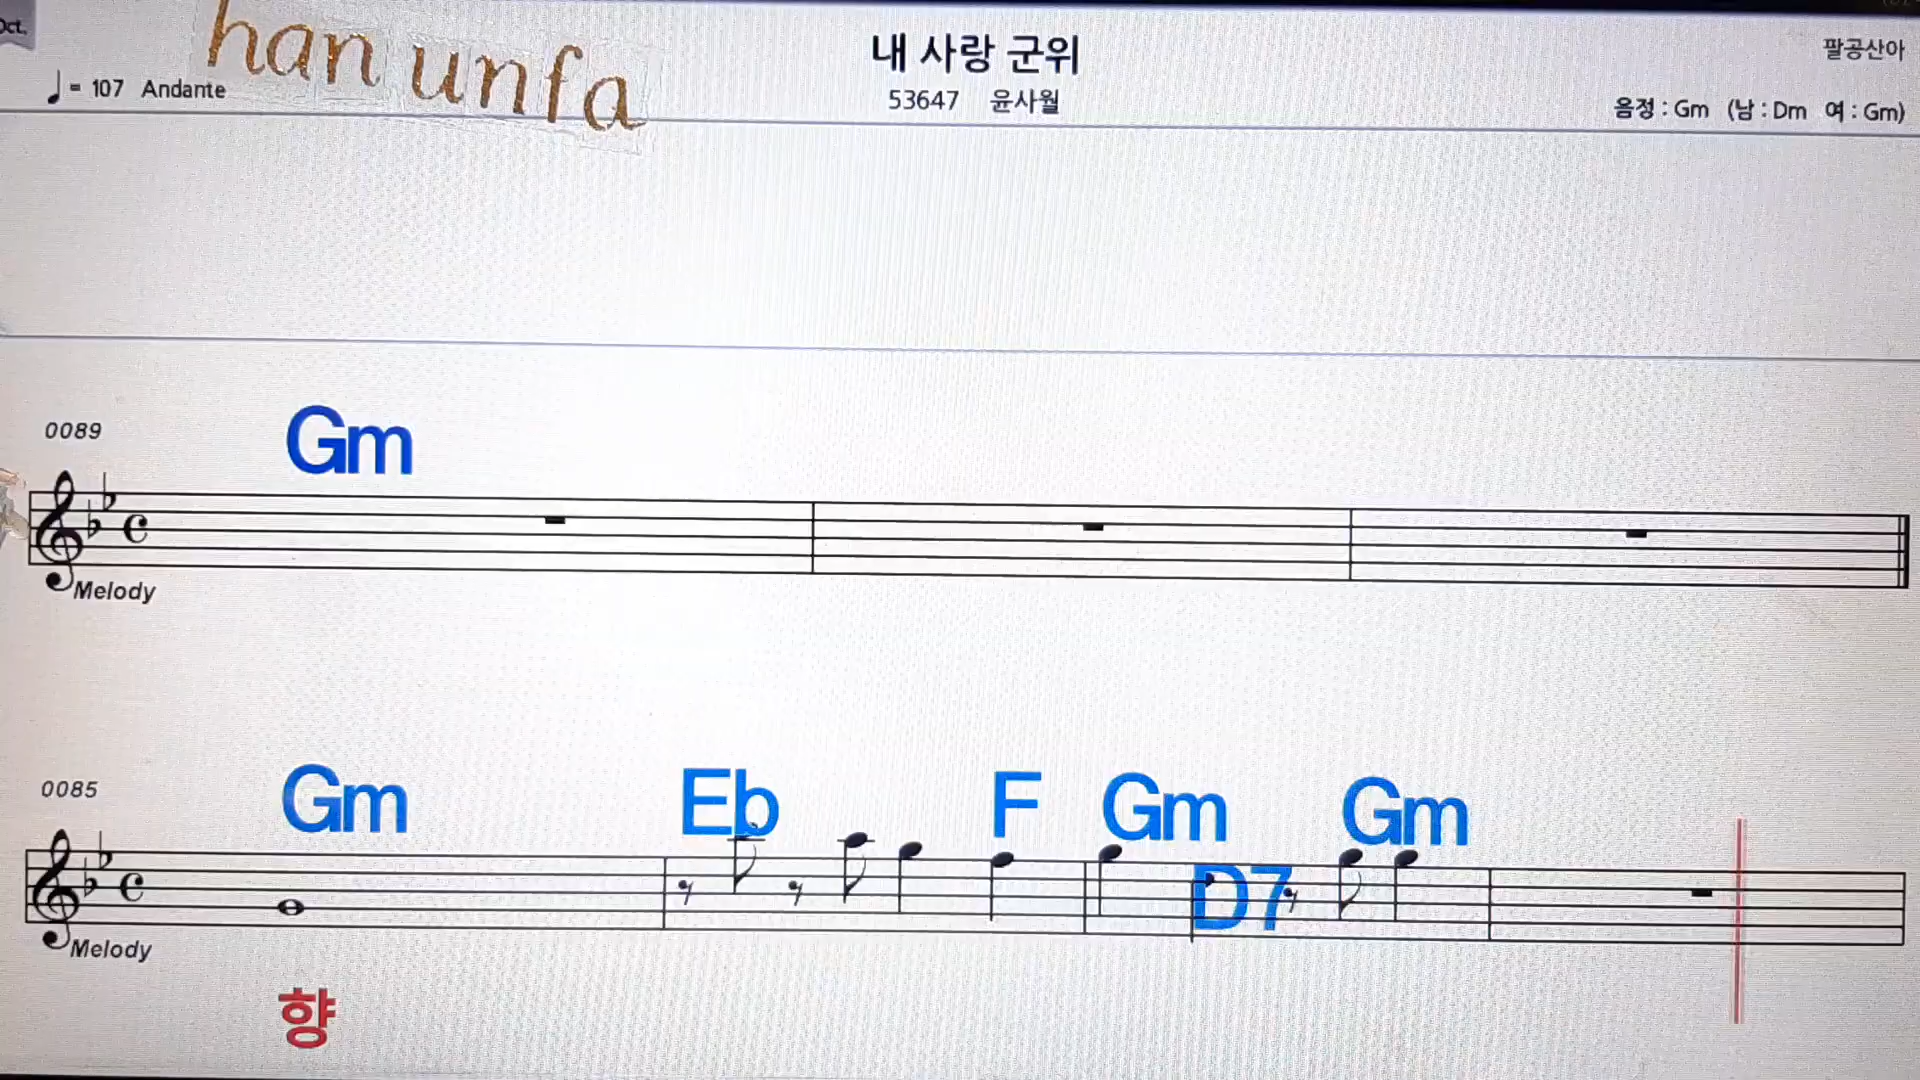 Oct.
han unfa
내 사랑 군위
팔공산아
♩= 107 Andante
53647 윤사월
음정 : Gm (남 : Dm 여 : Gm)
0089
Gm
Melody
0085
Gm Eb F Gm D7 Gm
Melody
향